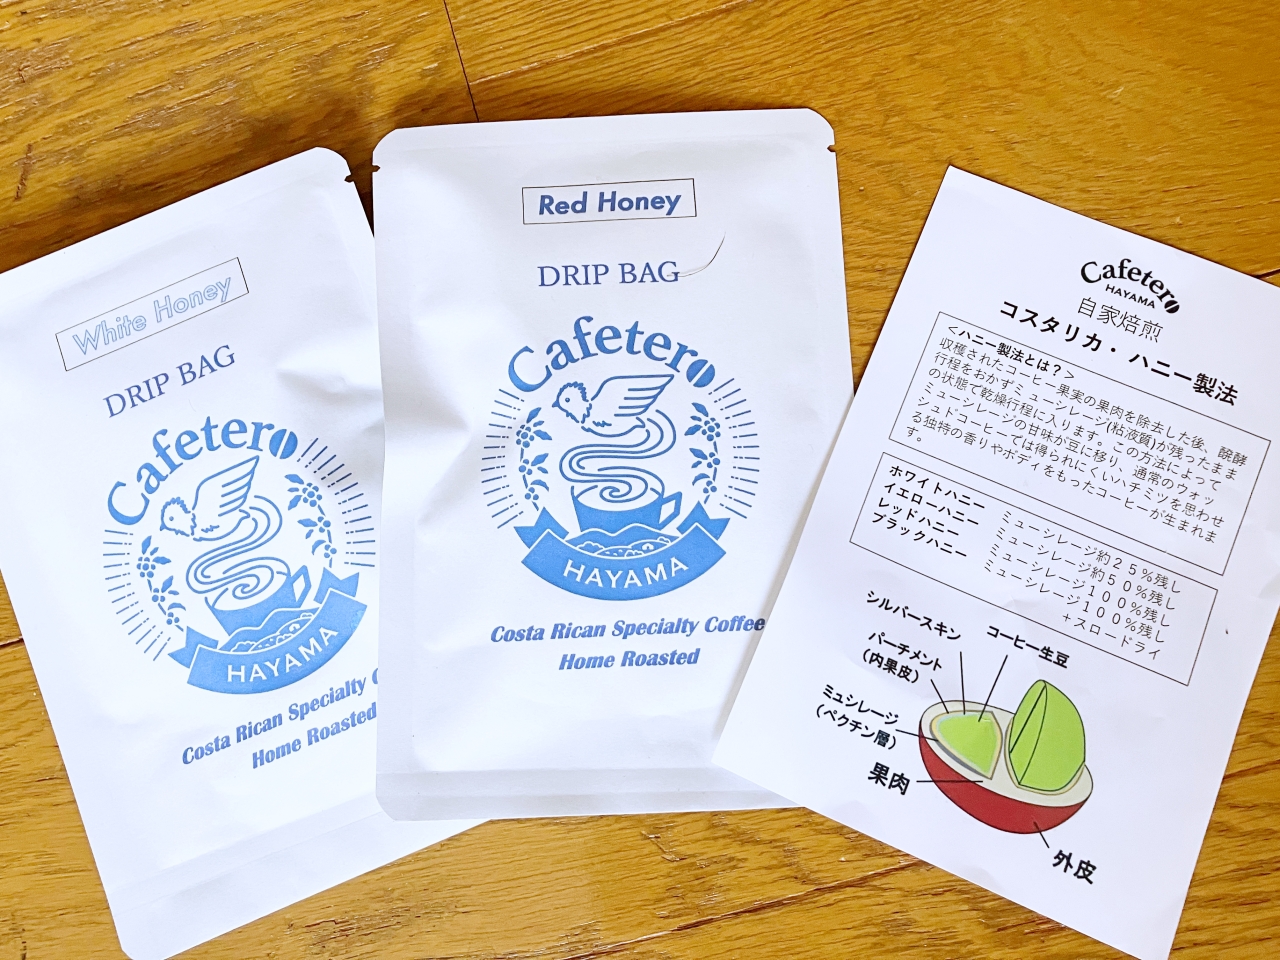 White Honey
DRIP BAG
Cafetero
HAYAMA
Costa Rican Specialty C
Home Roasted
Red Honey
DRIP BAG
Cafetero
HAYAMA
Costa Rican Specialty Coffee
Home Roasted
Cafetero
HAYAMA
自家焙煎
コスタリカ・ハニー製法
＜ハニー製法とは？＞
収穫されたコーヒー果実の果肉を除去した後、醗酵
行程をおかずミューシレージ(粘液質)が残ったまま
の状態で乾燥行程に入ります。この方法によって
ミューシレージの甘味が豆に移り、通常のウォッ
シュドコーヒーでは得られにくいハチミツを思わせ
る独特の香りやボディをもったコーヒーが生まれま
す。
ホワイトハニー ミューシレージ約２５％残し
イエローハニー ミューシレージ約５０％残し
レッドハニー ミューシレージ１００％残し
ブラックハニー ミューシレージ１００％残し
＋スロードライ
シルバースキン
コーヒー生豆
パーチメント
（内果皮）
ミュシレージ
（ペクチン層）
果肉
外皮